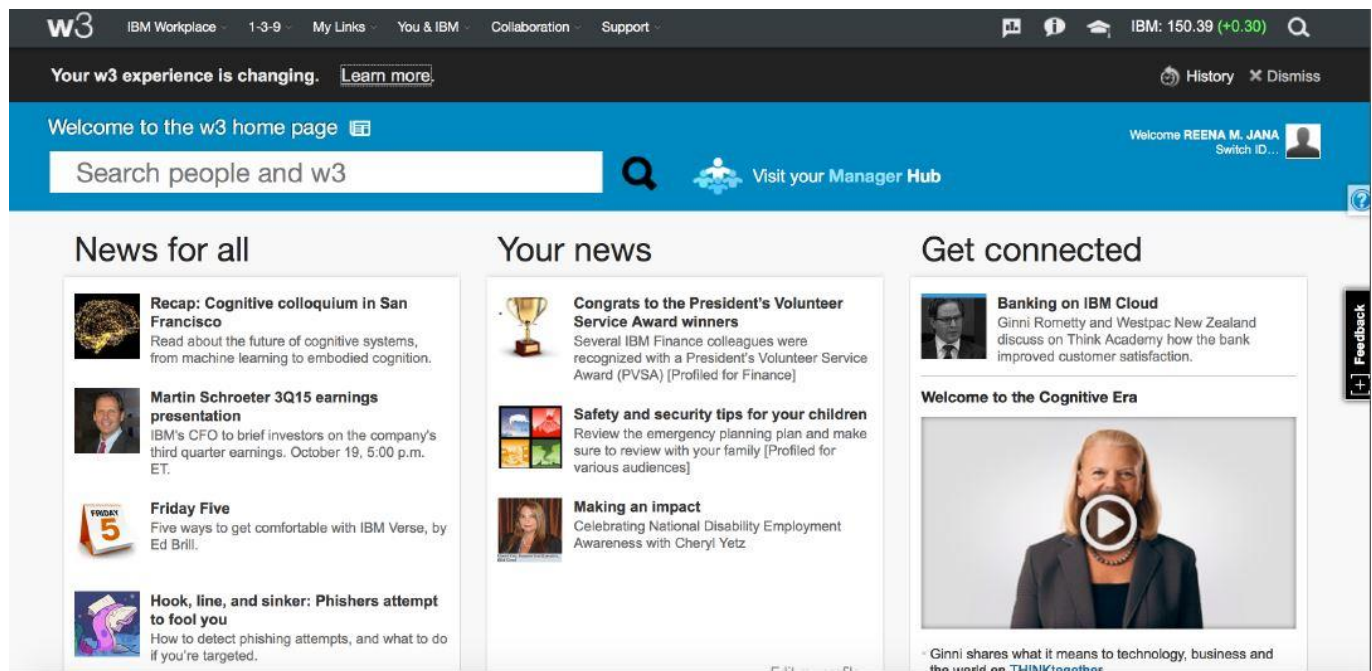 w3 IBM Workplace 1-3-9 My Links You & IBM Collaboration Support IBM: 150.39 (+0.30)
Your w3 experience is changing. Learn more. History Dismiss
Welcome to the w3 home page
Welcome REENA M. JANA
Switch ID...
Search people and w3
Visit your Manager Hub
[+] Feedback
News for all
Recap: Cognitive colloquium in San
Francisco
Read about the future of cognitive systems,
from machine learning to embodied cognition.
Martin Schroeter 3Q15 earnings
presentation
IBM's CFO to brief investors on the company's
third quarter earnings. October 19, 5:00 p.m.
ET.
FRIDAY
5
Friday Five
Five ways to get comfortable with IBM Verse, by
Ed Brill.
Hook, line, and sinker: Phishers attempt
to fool you
How to detect phishing attempts, and what to do
if you're targeted.
Your news
Congrats to the President's Volunteer
Service Award winners
Several IBM Finance colleagues were
recognized with a President's Volunteer Service
Award (PVSA) [Profiled for Finance]
Safety and security tips for your children
Review the emergency planning plan and make
sure to review with your family [Profiled for
various audiences]
Making an impact
Celebrating National Disability Employment
Awareness with Cheryl Yetz
Edit my profile
Get connected
Banking on IBM Cloud
Ginni Rometty and Westpac New Zealand
discuss on Think Academy how the bank
improved customer satisfaction.
Welcome to the Cognitive Era
Ginni shares what it means to technology, business and
the world on THINKtogether